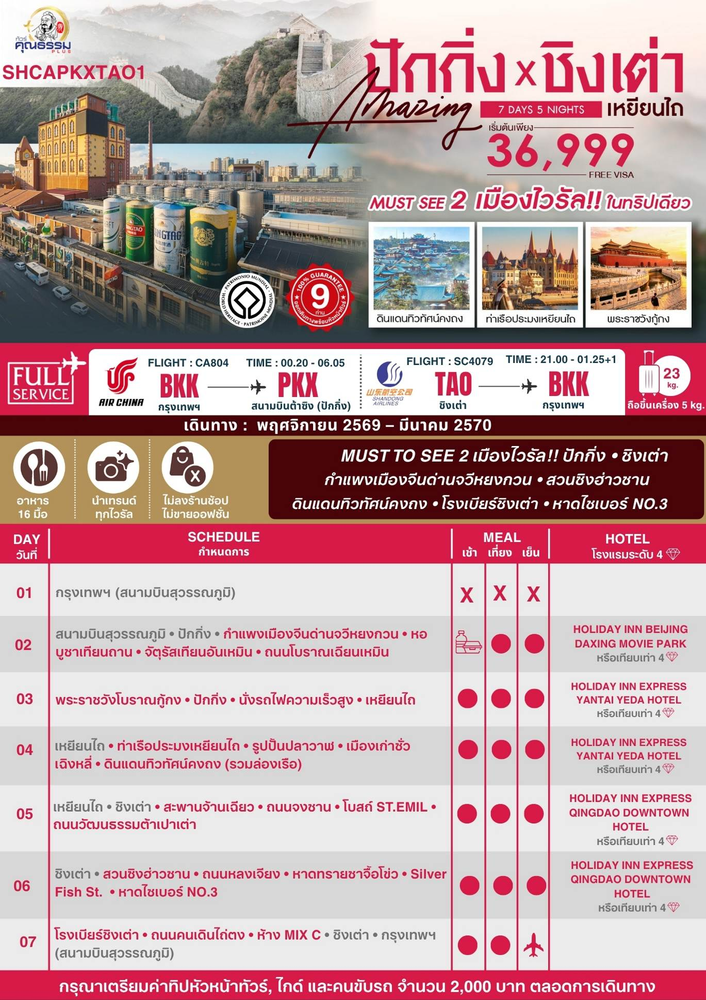 ทัวร์
คุณธรรม
PLUS
SHCAPKXTAO1
ปักกิ่ง x ชิงเต่า
Amazing
7 DAYS 5 NIGHTS
เหยียนไถ
เริ่มต้นเพียง
36,999
FREE VISA
MUST SEE 2 เมืองไวรัล!! ในทริปเดียว
ดินแดนทิวทัศน์คงถง
ท่าเรือประมงเหยียนไถ
พระราชวังกู้กง
PATRIMONIO MUNDIAL • WORLD HERITAGE • PATRIMOINE MONDIAL
100% GUARANTEE
9
ท่าน
ออกเดินทางพร้อมหัวหน้าทัวร์
TSINGTAO
FULL
SERVICE
AIR CHINA
FLIGHT : CA804
TIME : 00.20 - 06.05
BKK
PKX
กรุงเทพฯ
สนามบินต้าชิง (ปักกิ่ง)
山东航空公司
SHANDONG
AIRLINES
FLIGHT : SC4079
TIME : 21.00 - 01.25+1
TAO
BKK
ชิงเต่า
กรุงเทพฯ
23
kg.
ถือขึ้นเครื่อง 5 kg.
เดินทาง : พฤศจิกายน 2569 – มีนาคม 2570
อาหาร
16 มื้อ
นำเทรนด์
ทุกไวรัล
X
ไม่ลงร้านช้อป
ไม่ขายออฟชั่น
MUST TO SEE 2 เมืองไวรัล!! ปักกิ่ง • ชิงเต่า
กำแพงเมืองจีนด่านจวีหยงกวน • สวนชิงฮ่าวซาน
ดินแดนทิวทัศน์คงถง • โรงเบียร์ชิงเต่า • หาดไซเบอร์ NO.3
DAY
วันที่
SCHEDULE
กำหนดการ
MEAL
เช้า เที่ยง เย็น
HOTEL
โรงแรมระดับ 4
01
กรุงเทพฯ (สนามบินสุวรรณภูมิ)
X X X
02
สนามบินสุวรรณภูมิ • ปักกิ่ง • กำแพงเมืองจีนด่านจวีหยงกวน • หอ
บูชาเทียนถาน • จัตุรัสเทียนอันเหมิน • ถนนโบราณเฉียนเหมิน
HOLIDAY INN BEIJING
DAXING MOVIE PARK
หรือเทียบเท่า 4
03
พระราชวังโบราณกู้กง • ปักกิ่ง • นั่งรถไฟความเร็วสูง • เหยียนไถ
HOLIDAY INN EXPRESS
YANTAI YEDA HOTEL
หรือเทียบเท่า 4
04
เหยียนไถ • ท่าเรือประมงเหยียนไถ • รูปปั้นปลาวาฬ • เมืองเก่าซั่ว
เฉิงหลี่ • ดินแดนทิวทัศน์คงถง (รวมล่องเรือ)
HOLIDAY INN EXPRESS
YANTAI YEDA HOTEL
หรือเทียบเท่า 4
05
เหยียนไถ • ชิงเต่า • สะพานจ้านเฉียว • ถนนจงซาน • โบสถ์ ST.EMIL •
ถนนวัฒนธรรมต้าเปาเต่า
HOLIDAY INN EXPRESS
QINGDAO DOWNTOWN
HOTEL
หรือเทียบเท่า 4
06
ชิงเต่า • สวนชิงฮ่าวซาน • ถนนหลงเจียง • หาดทรายซาจื้อโข่ว • Silver
Fish St. • หาดไซเบอร์ NO.3
HOLIDAY INN EXPRESS
QINGDAO DOWNTOWN
HOTEL
หรือเทียบเท่า 4
07
โรงเบียร์ชิงเต่า • ถนนคนเดินไถ่ตง • ห้าง MIX C • ชิงเต่า • กรุงเทพฯ
(สนามบินสุวรรณภูมิ)
กรุณาเตรียมค่าทิปหัวหน้าทัวร์, ไกด์ และคนขับรถ จำนวน 2,000 บาท ตลอดการเดินทาง